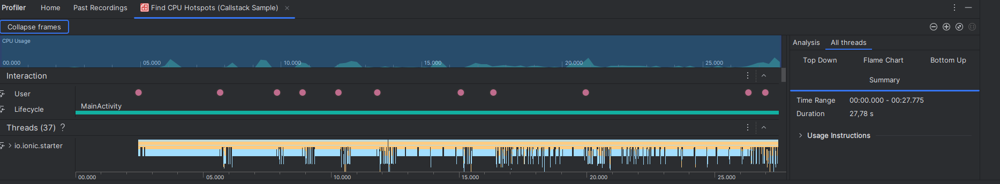 Profiler Home Past Recordings Find CPU Hotspots (Callstack Sample)
Collapse frames
CPU Usage
00.000 05.000 10.000 15.000 20.000 25.000
Interaction
User
Lifecycle
MainActivity
Threads (37) ?
io.ionic.starter
00.000 05.000 10.000 15.000 20.000 25.000
Analysis All threads
Top Down Flame Chart Bottom Up
Summary
Time Range 00:00.000 - 00:27.775
Duration 27,78 s
Usage Instructions